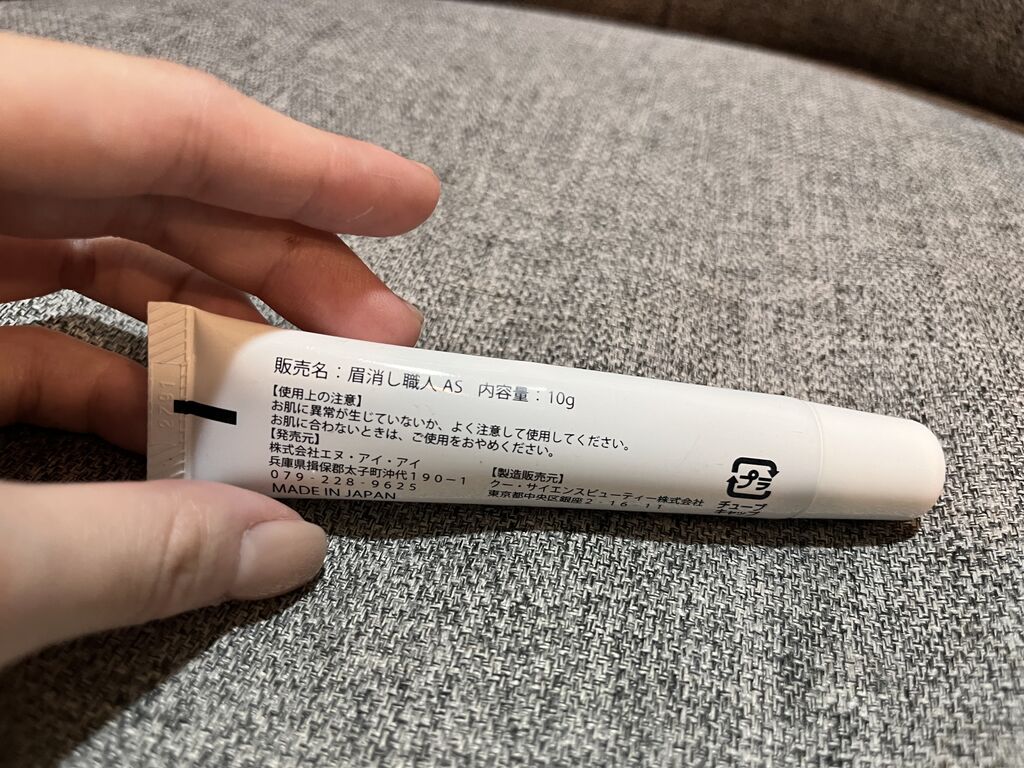 販売名：眉消し職人 AS 内容量：10g
【使用上の注意】
お肌に異常が生じていないか、よく注意して使用してください。
お肌に合わないときは、ご使用をおやめください。
【発売元】
株式会社エヌ・アイ・アイ
兵庫県揖保郡太子町沖代190-1
079-228-9625
MADE IN JAPAN
【製造販売元】
クー・サイエンスビューティー株式会社
東京都中央区銀座2-16-11
プラ
チューブ
キャップ